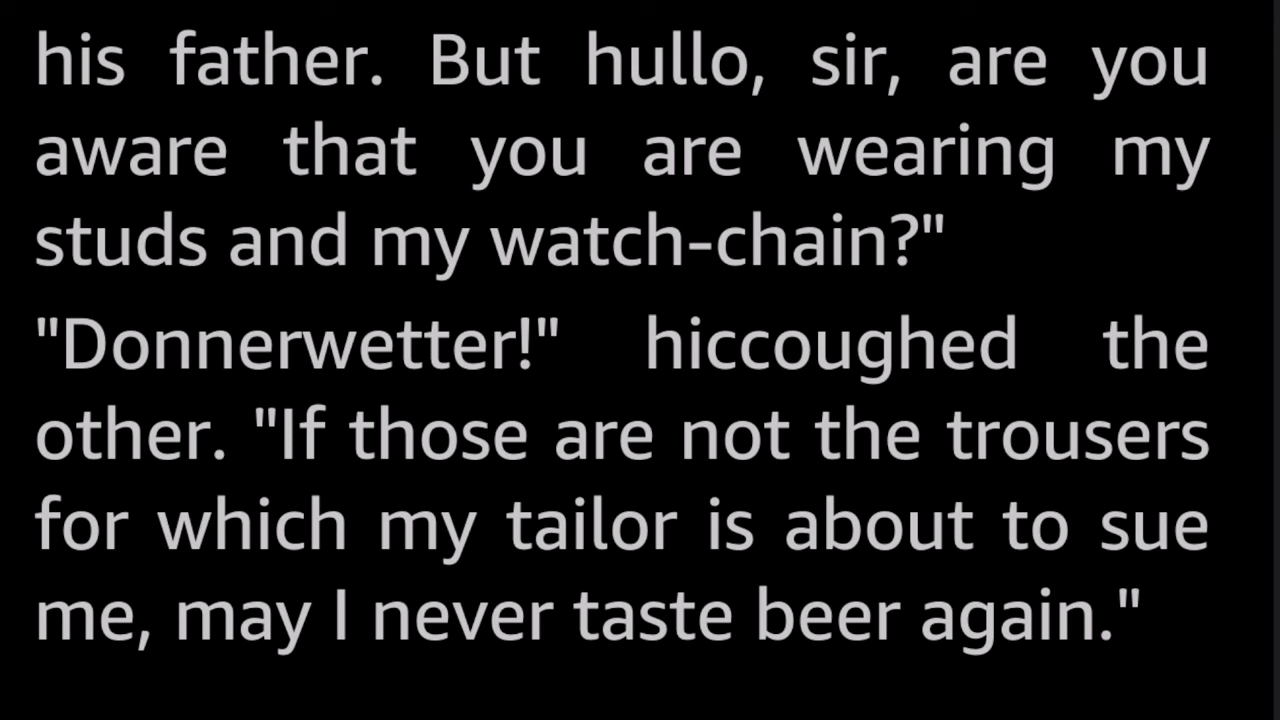 his father. But hullo, sir, are you
aware that you are wearing my
studs and my watch-chain?"
"Donnerwetter!" hiccoughed the
other. "If those are not the trousers
for which my tailor is about to sue
me, may I never taste beer again."